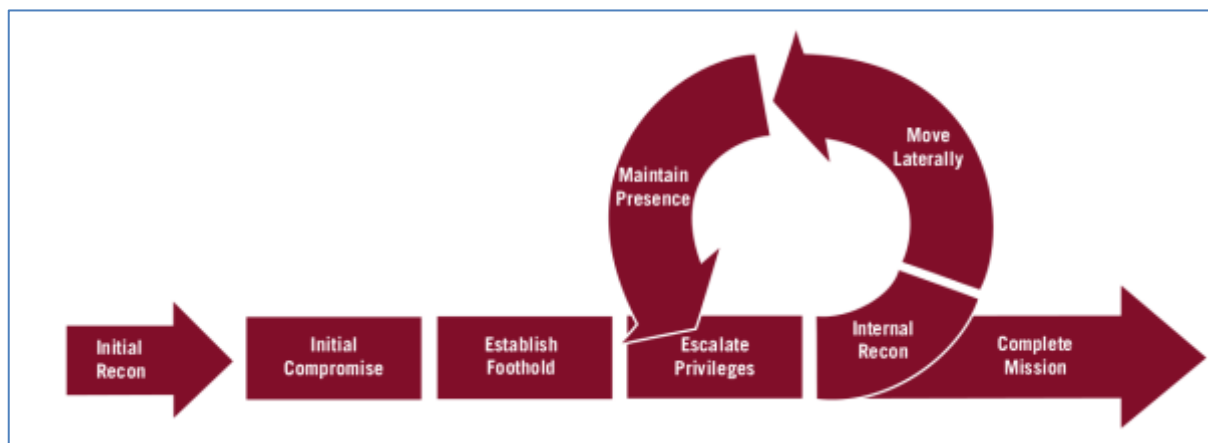 Maintain
Presence
Move
Laterally
Initial
Recon
Initial
Compromise
Establish
Foothold
Escalate
Privileges
Internal
Recon
Complete
Mission